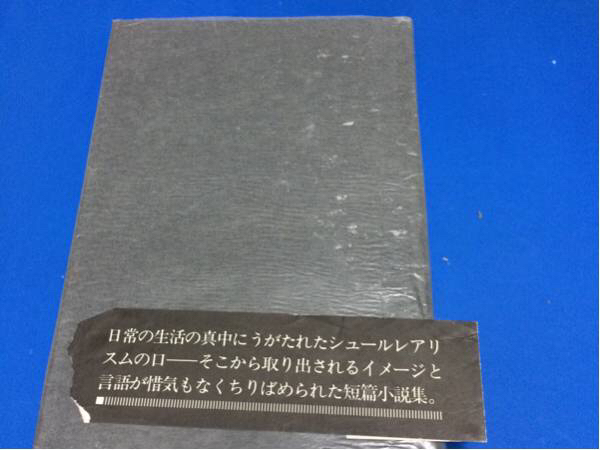 日常の生活の真中にうがたれたシュールレアリ
スムの口——そこから取り出されるイメージと
言語が惜気もなくちりばめられた短篇小説集。